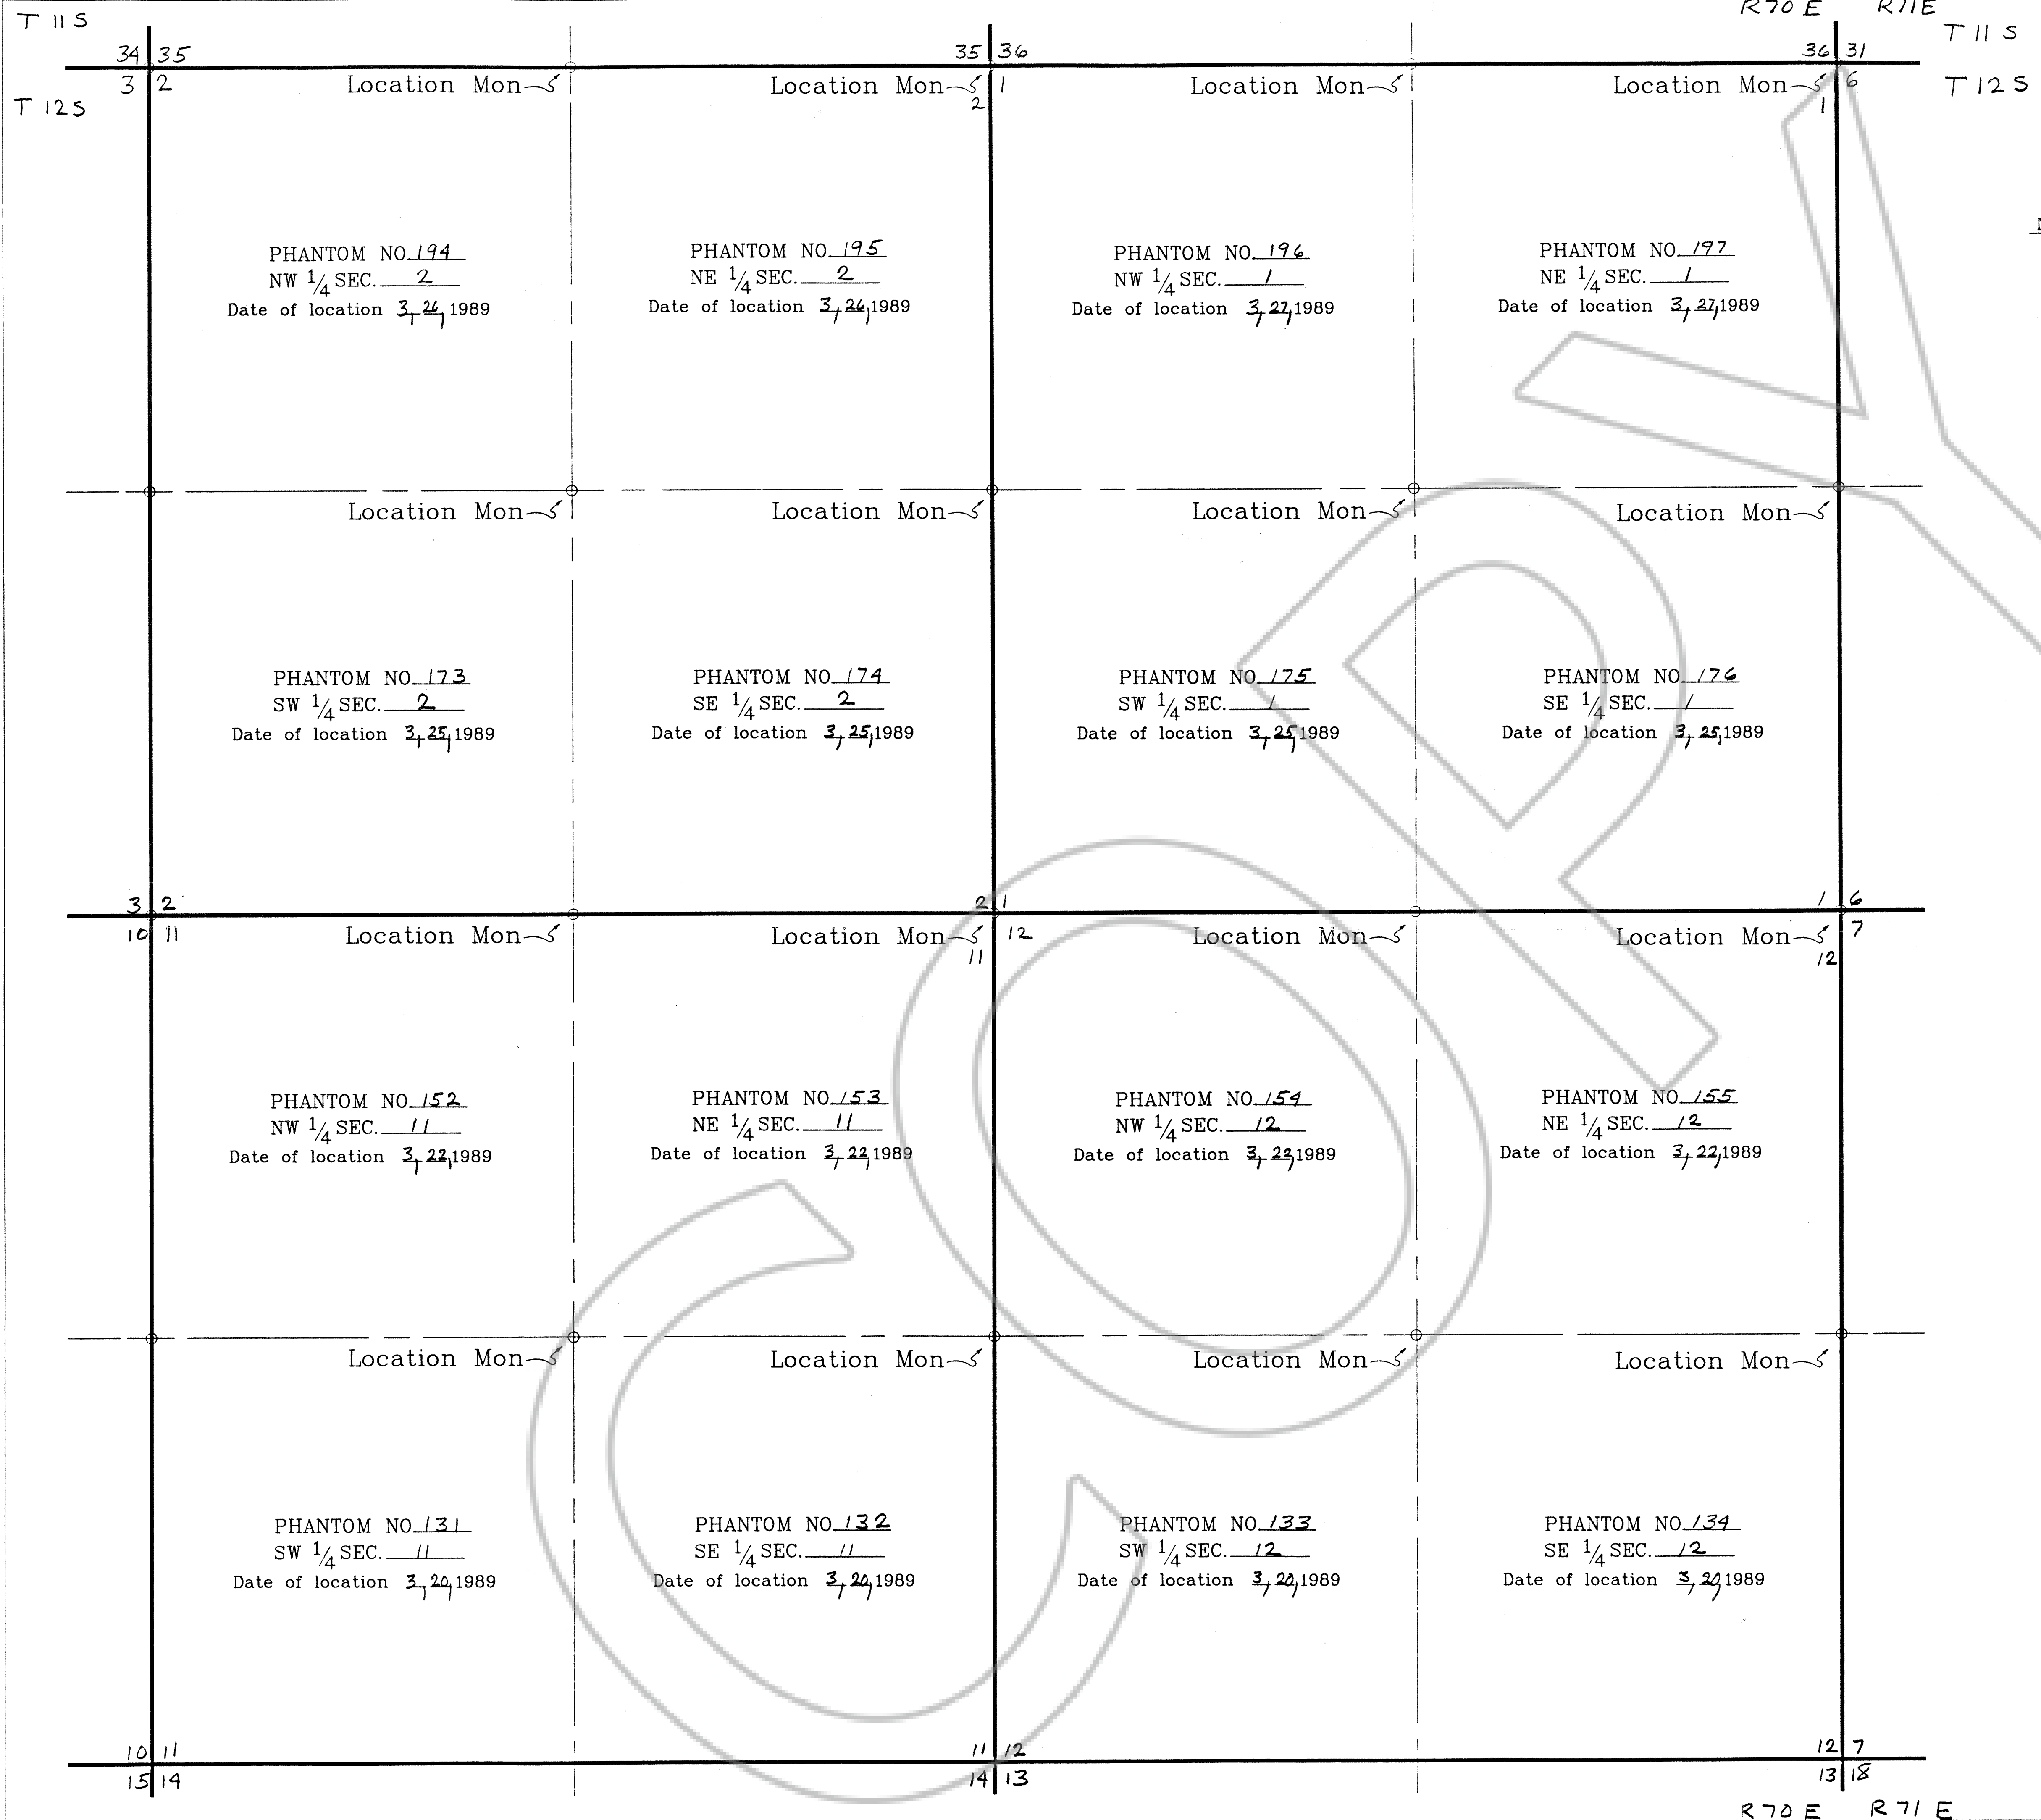 T 11 S
R 70 E R 71 E
T 11 S
34 35 35 36 36 31
3 2 Location Mon Location Mon 1 Location Mon Location Mon 6
2 1
T 12 S T 12 S
PHANTOM NO. 194
NW 1/4 SEC. 2
Date of location 3, 26, 1989
PHANTOM NO. 195
NE 1/4 SEC. 2
Date of location 3, 26, 1989
PHANTOM NO. 196
NW 1/4 SEC. 1
Date of location 3, 27, 1989
PHANTOM NO. 197
NE 1/4 SEC. 1
Date of location 3, 27, 1989
Location Mon Location Mon Location Mon Location Mon
PHANTOM NO. 173
SW 1/4 SEC. 2
Date of location 3, 25, 1989
PHANTOM NO. 174
SE 1/4 SEC. 2
Date of location 3, 25, 1989
PHANTOM NO. 175
SW 1/4 SEC. 1
Date of location 3, 25, 1989
PHANTOM NO. 176
SE 1/4 SEC. 1
Date of location 3, 25, 1989
3 2 2 1 1 6
10 11 Location Mon Location Mon 12 Location Mon Location Mon 7
11 12
PHANTOM NO. 152
NW 1/4 SEC. 11
Date of location 3, 22, 1989
PHANTOM NO. 153
NE 1/4 SEC. 11
Date of location 3, 22, 1989
PHANTOM NO. 154
NW 1/4 SEC. 12
Date of location 3, 22, 1989
PHANTOM NO. 155
NE 1/4 SEC. 12
Date of location 3, 22, 1989
Location Mon Location Mon Location Mon Location Mon
PHANTOM NO. 131
SW 1/4 SEC. 11
Date of location 3, 20, 1989
PHANTOM NO. 132
SE 1/4 SEC. 11
Date of location 3, 20, 1989
PHANTOM NO. 133
SW 1/4 SEC. 12
Date of location 3, 20, 1989
PHANTOM NO. 134
SE 1/4 SEC. 12
Date of location 3, 20, 1989
10 11 11 12 12 7
15 14 14 13 13 18
R 70 E R 71 E
COPY